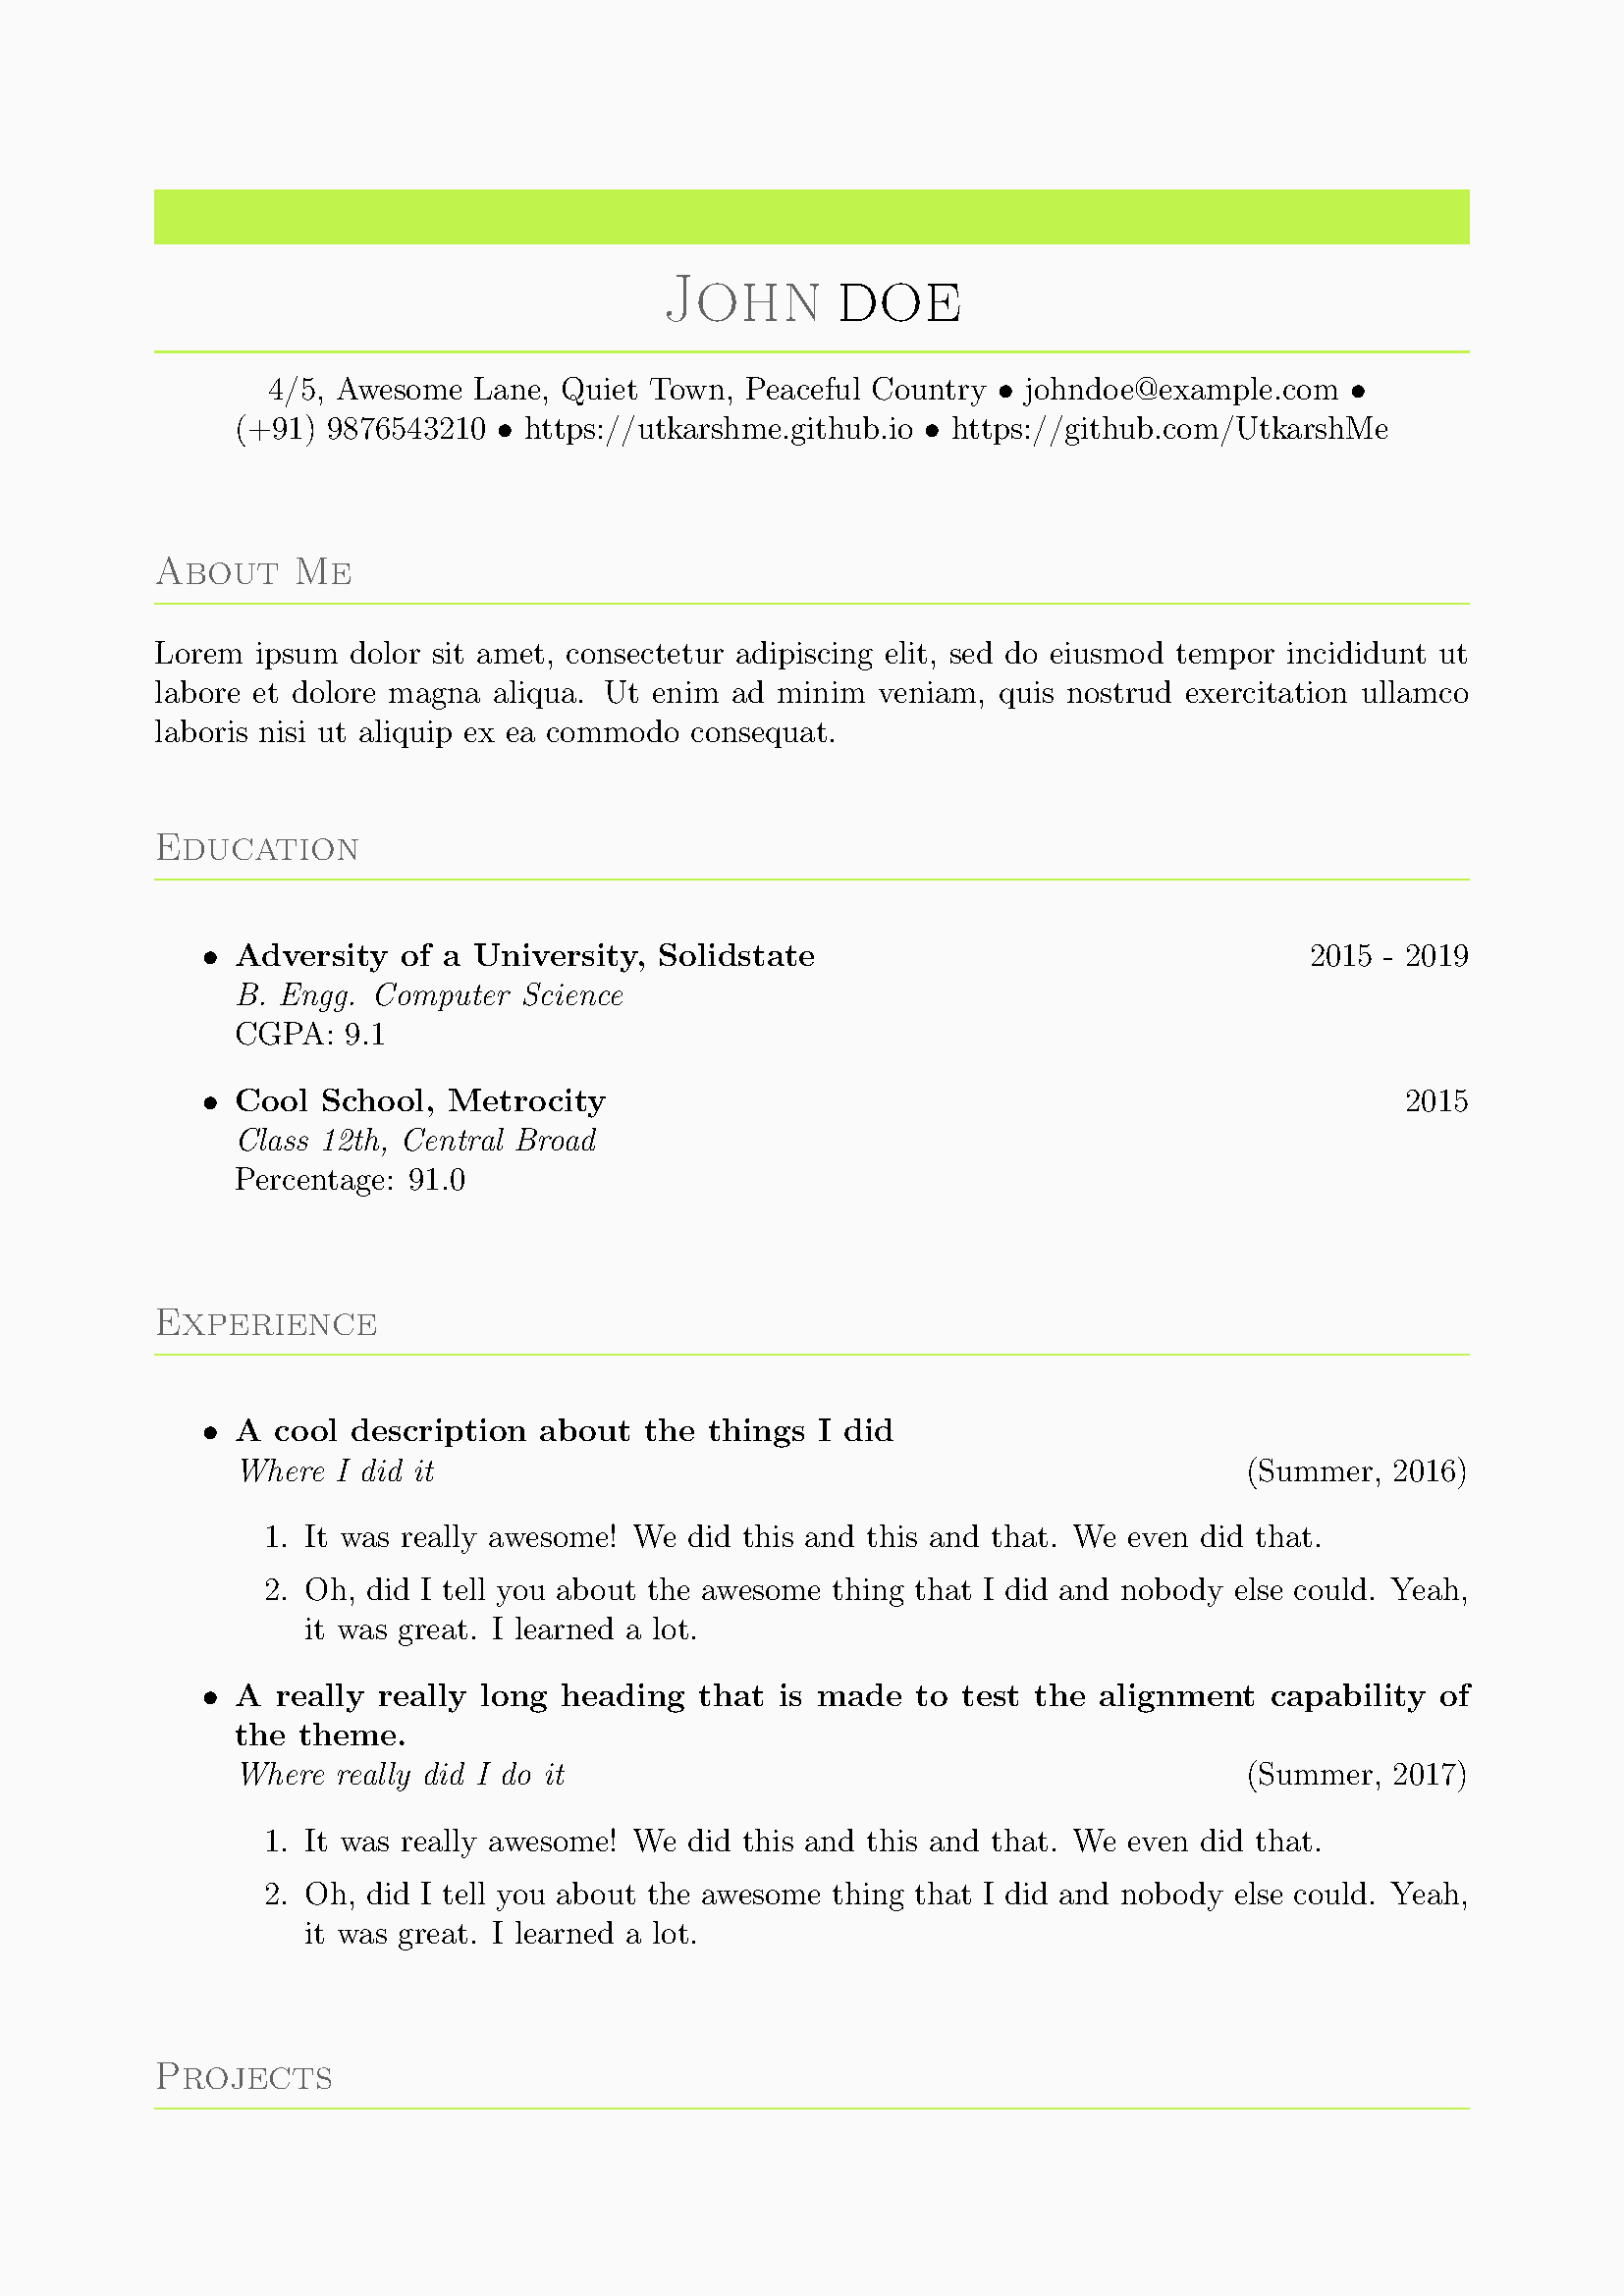 John doe
4/5, Awesome Lane, Quiet Town, Peaceful Country • johndoe@example.com •
(+91) 9876543210 • https://utkarshme.github.io • https://github.com/UtkarshMe
About Me
Lorem ipsum dolor sit amet, consectetur adipiscing elit, sed do eiusmod tempor incididunt ut
labore et dolore magna aliqua. Ut enim ad minim veniam, quis nostrud exercitation ullamco
laboris nisi ut aliquip ex ea commodo consequat.
Education
• Adversity of a University, Solidstate 2015 - 2019
B. Engg. Computer Science
CGPA: 9.1
• Cool School, Metrocity 2015
Class 12th, Central Broad
Percentage: 91.0
Experience
• A cool description about the things I did
Where I did it (Summer, 2016)
1. It was really awesome! We did this and this and that. We even did that.
2. Oh, did I tell you about the awesome thing that I did and nobody else could. Yeah,
it was great. I learned a lot.
• A really really long heading that is made to test the alignment capability of
the theme.
Where really did I do it (Summer, 2017)
1. It was really awesome! We did this and this and that. We even did that.
2. Oh, did I tell you about the awesome thing that I did and nobody else could. Yeah,
it was great. I learned a lot.
Projects